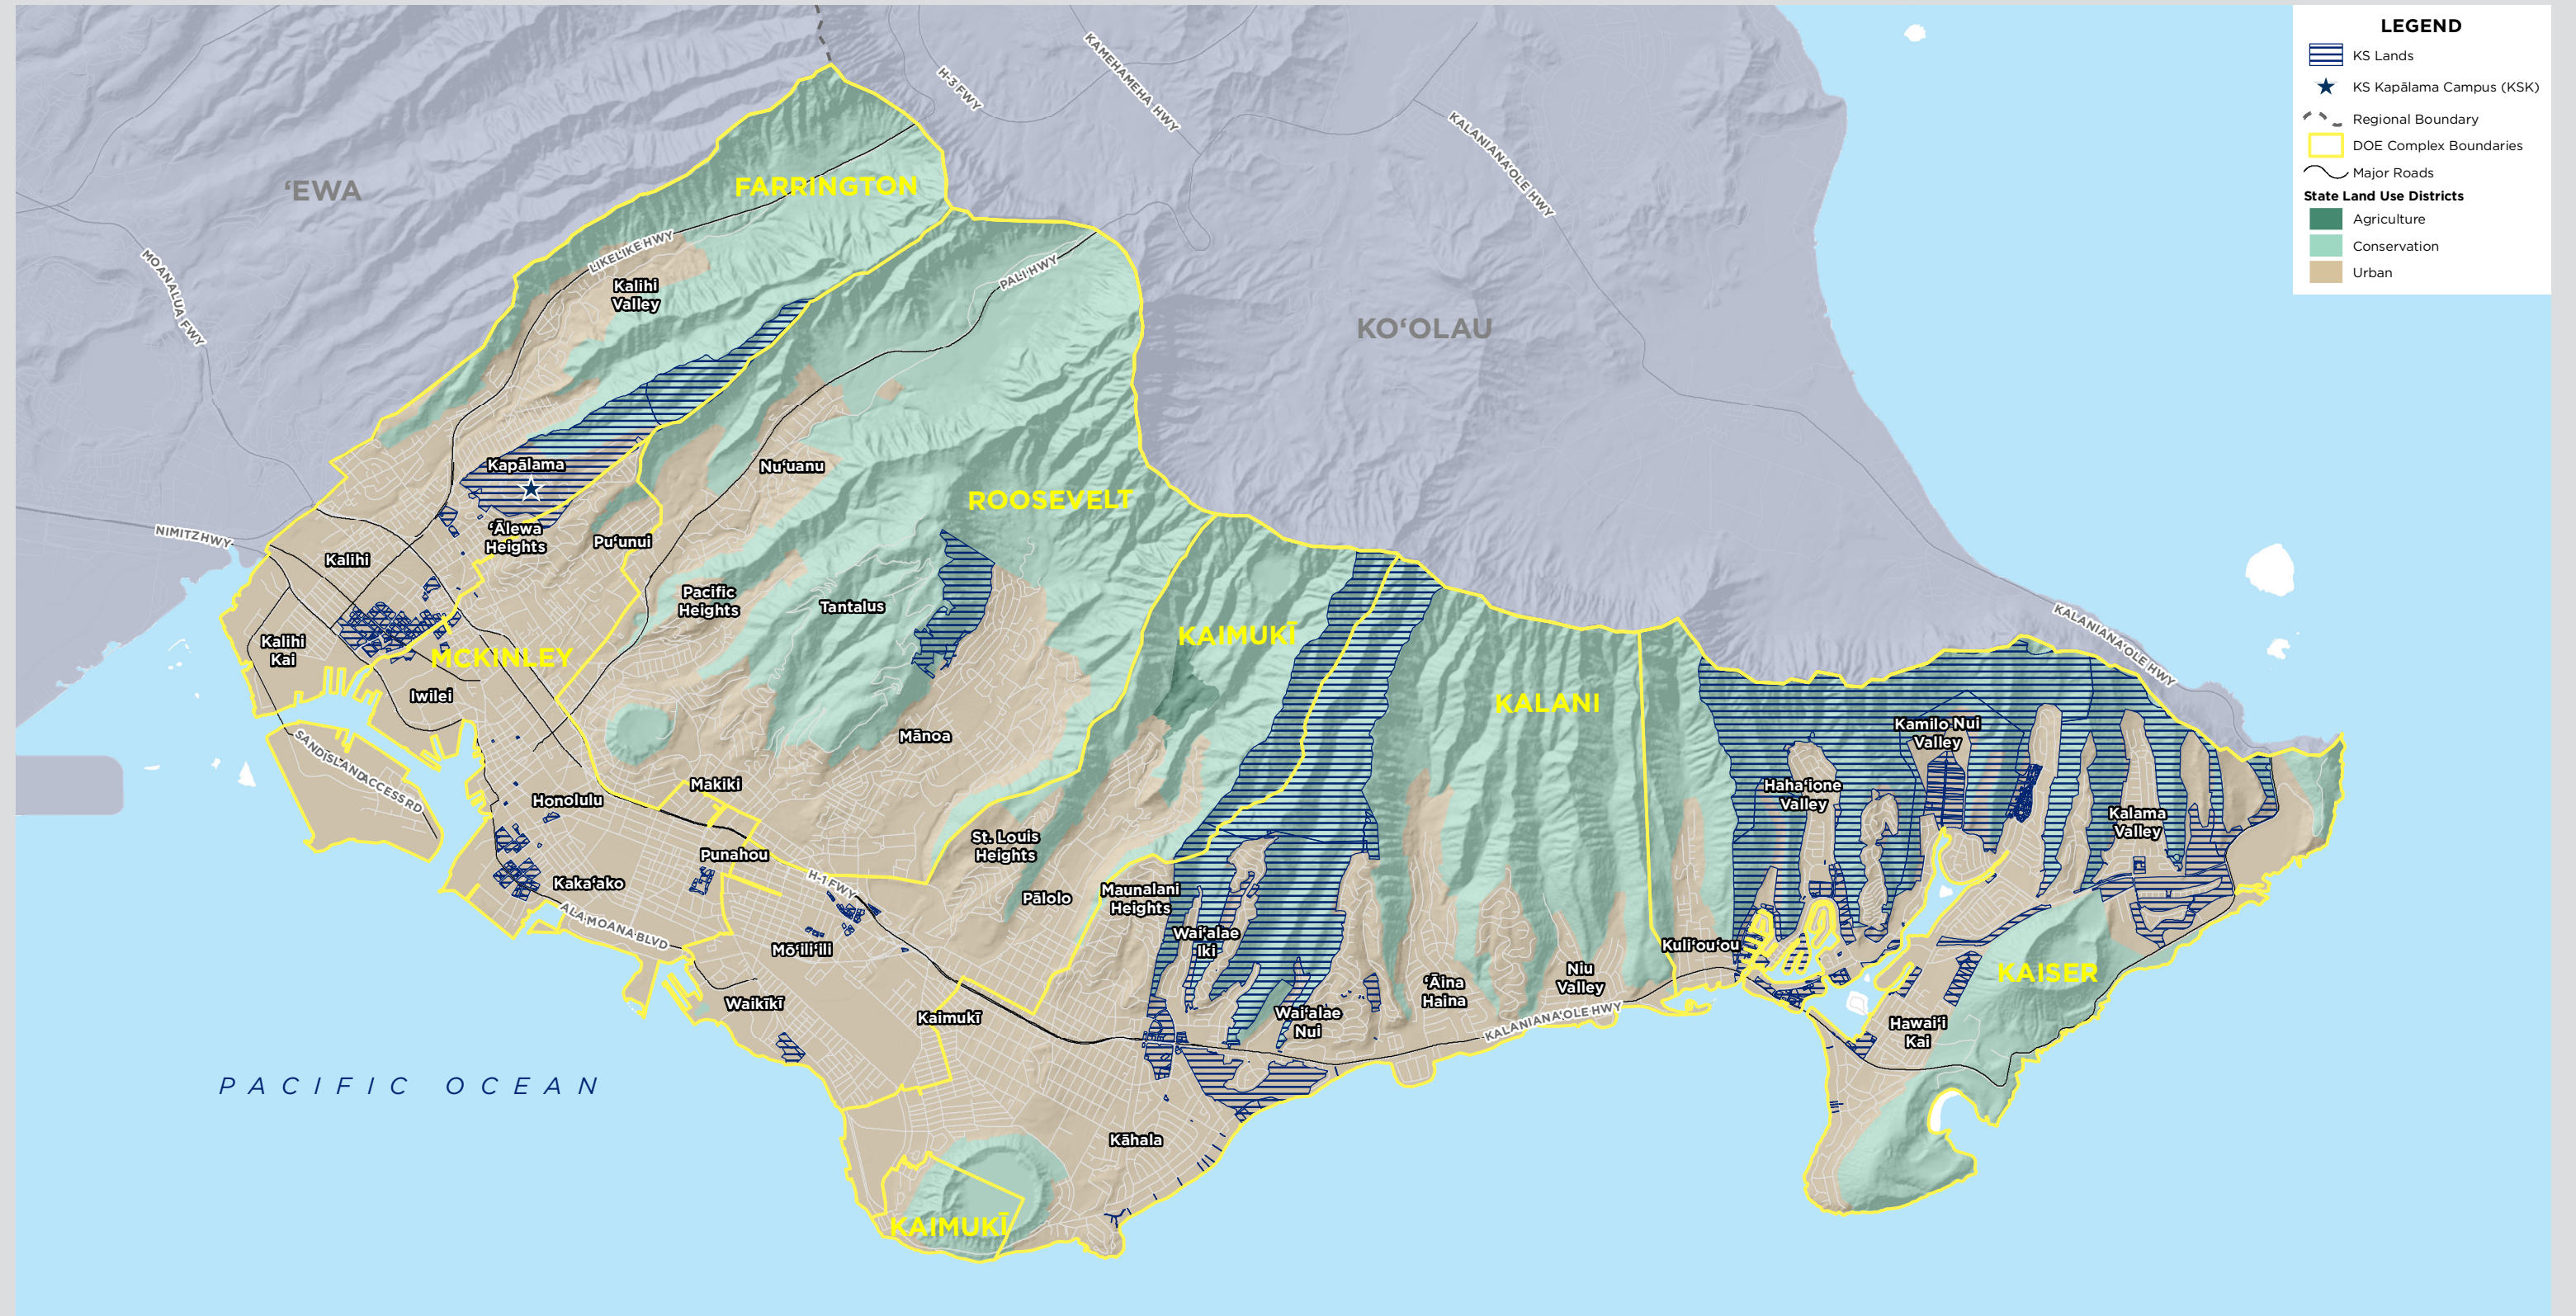 LEGEND
KS Lands
KS Kapālama Campus (KSK)
Regional Boundary
DOE Complex Boundaries
Major Roads
State Land Use Districts
Agriculture
Conservation
Urban
H-3 FWY
KAMEHAMEHA HWY
KALANIANAʻOLE HWY
ʻEWA
FARRINGTON
MOANALUA FWY
LIKELIKE HWY
PALI HWY
Kalihi
Valley
KOʻOLAU
Kapālama
Nuʻuanu
ROOSEVELT
NIMITZ HWY
ʻĀlewa
Heights
Puʻunui
Kalihi
Pacific
Heights
Tantalus
KAIMUKĪ
KALANIANAʻOLE HWY
Kalihi
Kai
MCKINLEY
Iwilei
KALANI
Mānoa
Kamilo Nui
Valley
SAND ISLAND ACCESS RD
Makiki
Honolulu
Hahaʻione
Valley
Kalama
Valley
St. Louis
Heights
Punahou
H-1 FWY
Kakaʻako
Pālolo
Maunalani
Heights
ALA MOANA BLVD
Moʻiliʻili
Waiʻalae
Iki
Kuliʻouʻou
Niu
Valley
KAISER
ʻĀina
Haina
Waikīkī
Kaimukī
Waiʻalae
Nui
KALANIANAʻOLE HWY
Hawaiʻi
Kai
PACIFIC OCEAN
Kāhala
KAIMUKĪ